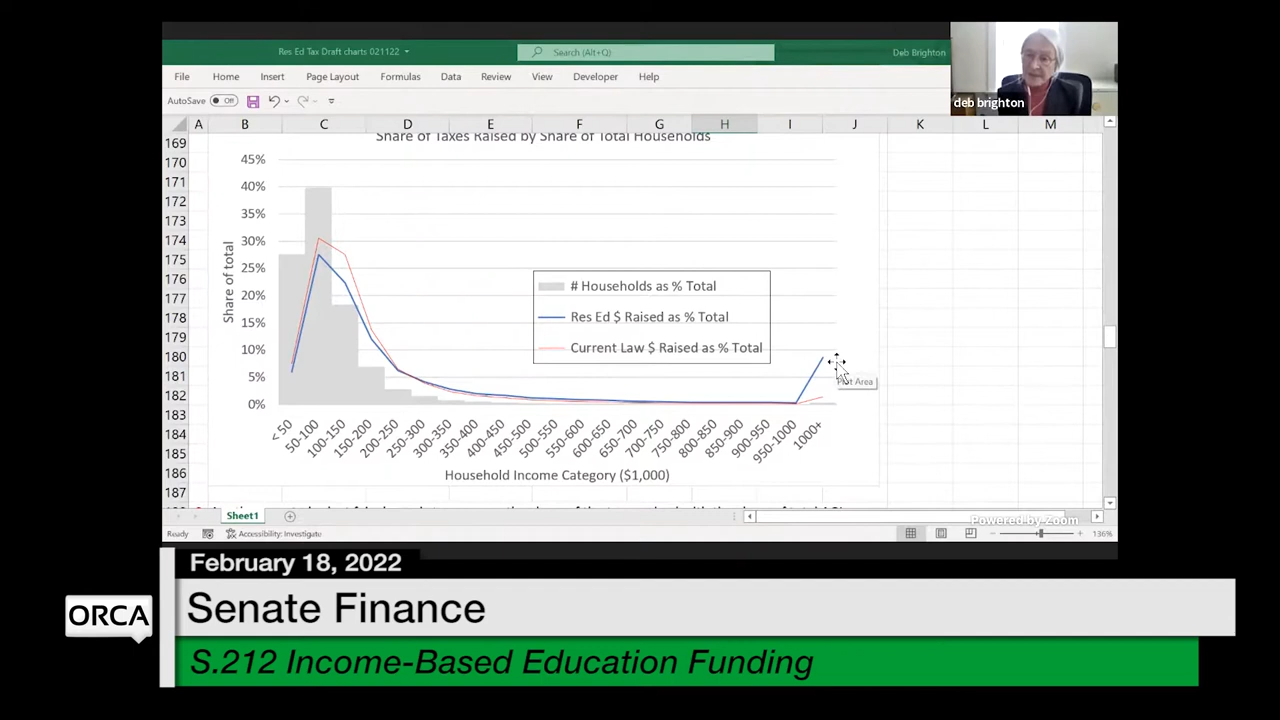 Res Ed Tax Draft charts 021122
Search (Alt+Q)
Deb Brighton
File Home Insert Page Layout Formulas Data Review View Developer Help
AutoSave Off
deb brighton
A B C D E F G H I J K L M
169
170
171
172
173
174
175
176
177
178
179
180
181
182
183
184
185
186
187
Share of Taxes Raised by Share of Total Households
45%
40%
35%
30%
25%
20%
15%
10%
5%
0%
Share of total
# Households as % Total
Res Ed $ Raised as % Total
Current Law $ Raised as % Total
Plot Area
< 50
50-100
100-150
150-200
200-250
250-300
300-350
350-400
400-450
450-500
500-550
550-600
600-650
650-700
700-750
750-800
800-850
850-900
900-950
950-1000
1000+
Household Income Category ($1,000)
Sheet1
Powered by Zoom
Ready Accessibility: Investigate
136%
February 18, 2022
ORCA
Senate Finance
S.212 Income-Based Education Funding